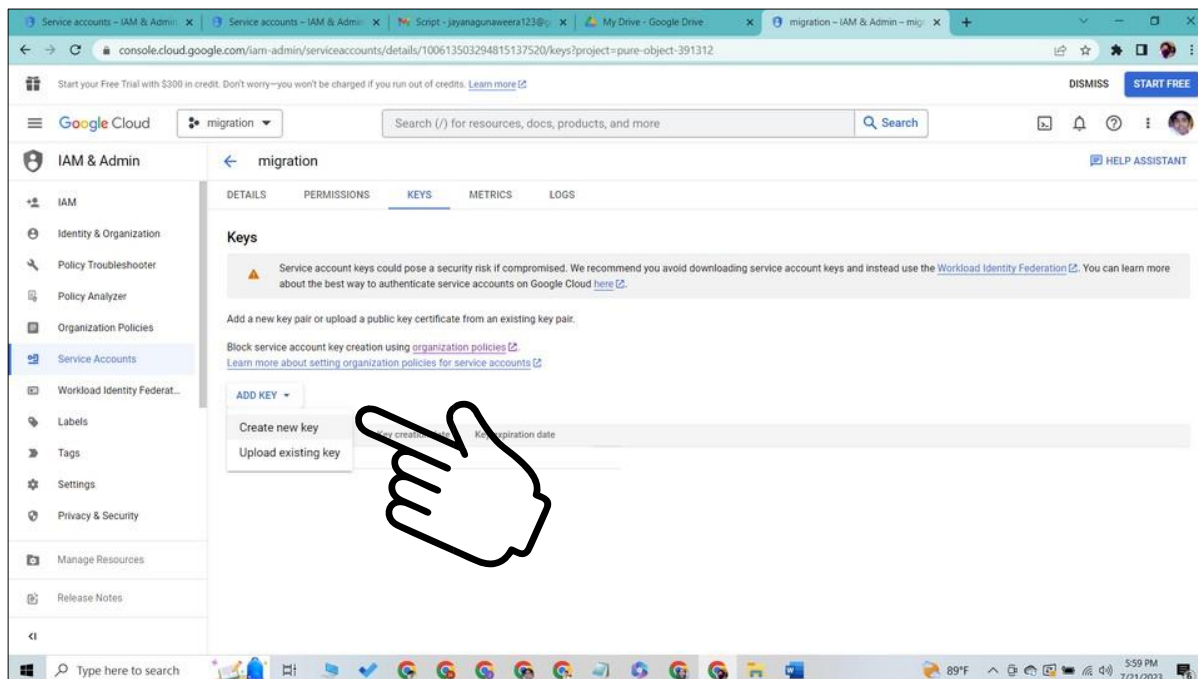 Service accounts – IAM & Admin
Service accounts – IAM & Admin
Script - jayanagunaweera123@g
My Drive - Google Drive
migration – IAM & Admin – mig
console.cloud.google.com/iam-admin/serviceaccounts/details/100613503294815137520/keys?project=pure-object-391312
Start your Free Trial with $300 in credit. Don't worry—you won't be charged if you run out of credits. Learn more
DISMISS
START FREE
Google Cloud
migration
Search (/) for resources, docs, products, and more
Search
IAM & Admin
migration
HELP ASSISTANT
DETAILS PERMISSIONS KEYS METRICS LOGS
IAM
Identity & Organization
Policy Troubleshooter
Policy Analyzer
Organization Policies
Service Accounts
Workload Identity Federat...
Labels
Tags
Settings
Privacy & Security
Manage Resources
Release Notes
Keys
Service account keys could pose a security risk if compromised. We recommend you avoid downloading service account keys and instead use the Workload Identity Federation. You can learn more
about the best way to authenticate service accounts on Google Cloud here.
Add a new key pair or upload a public key certificate from an existing key pair.
Block service account key creation using organization policies.
Learn more about setting organization policies for service accounts
ADD KEY
Create new key
Upload existing key
Key creation date
Key expiration date
Type here to search
89°F
5:59 PM
7/21/2023